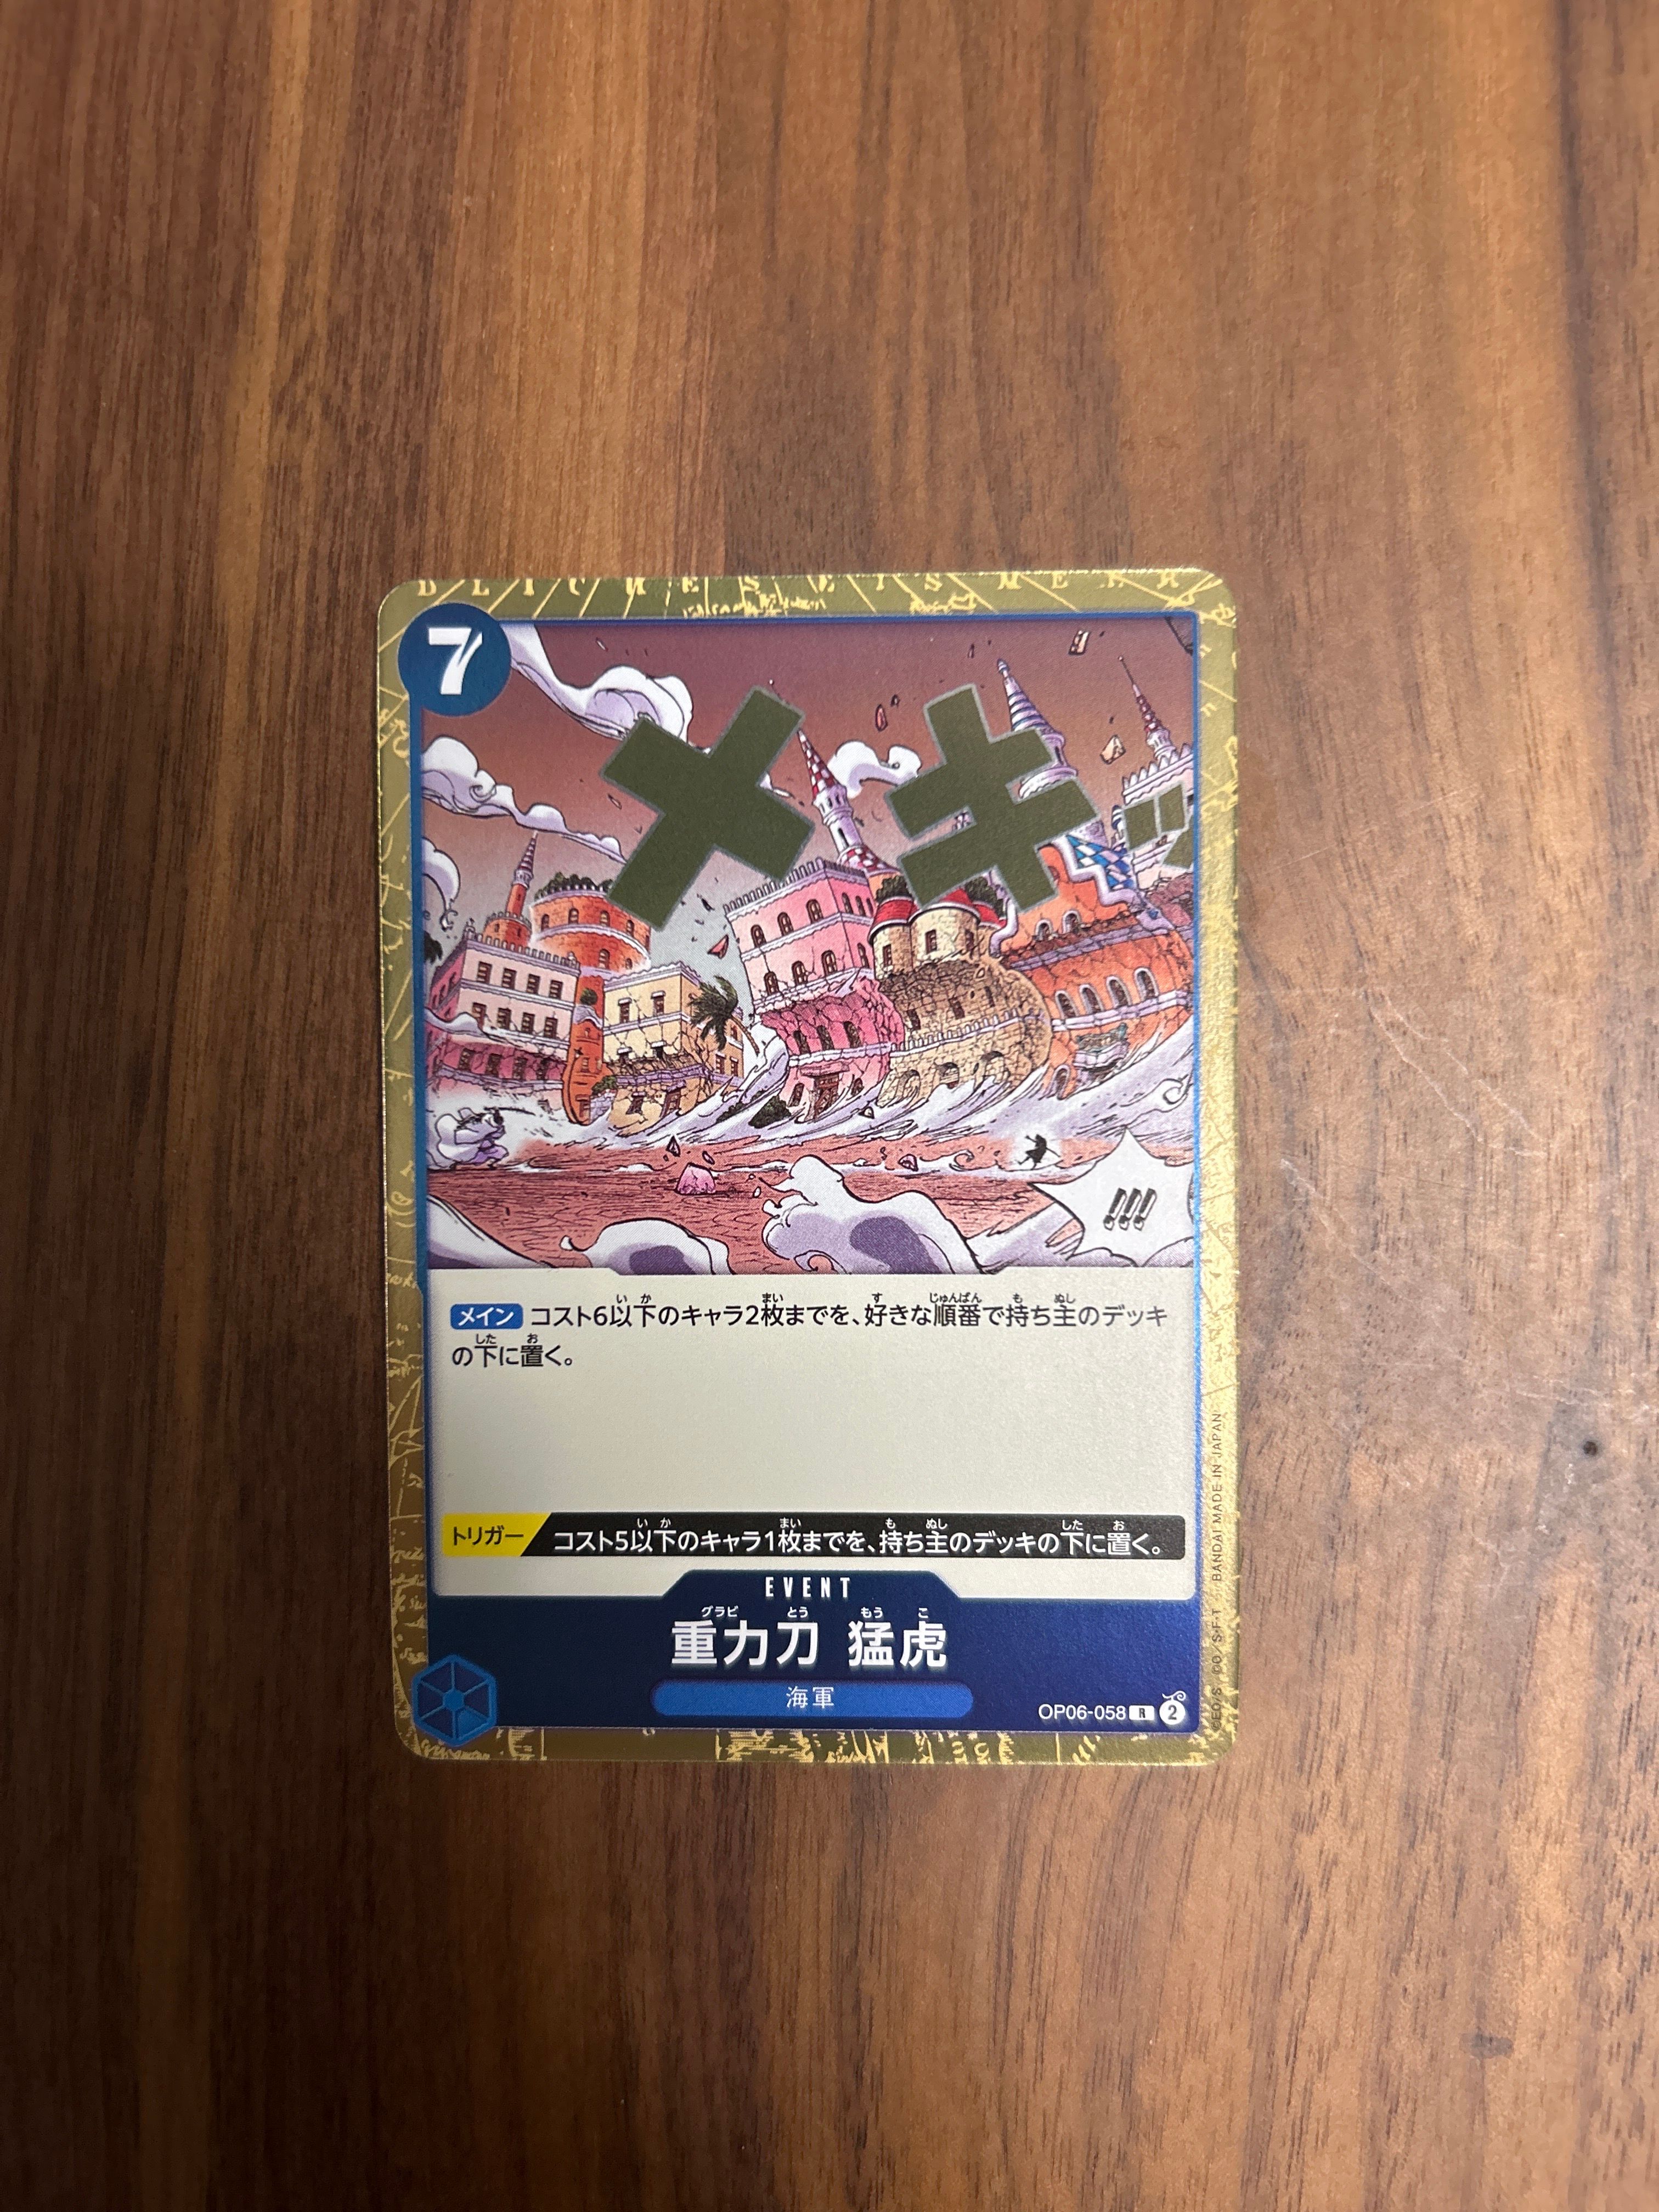 7
メキッ
!!!
メイン コスト6以下のキャラ2枚までを、好きな順番で持ち主のデッキ
の下に置く。
トリガー コスト5以下のキャラ1枚までを、持ち主のデッキの下に置く。
EVENT
重力刀 猛虎
海軍
OP06-058 R 2
BANDAI MADE IN JAPAN